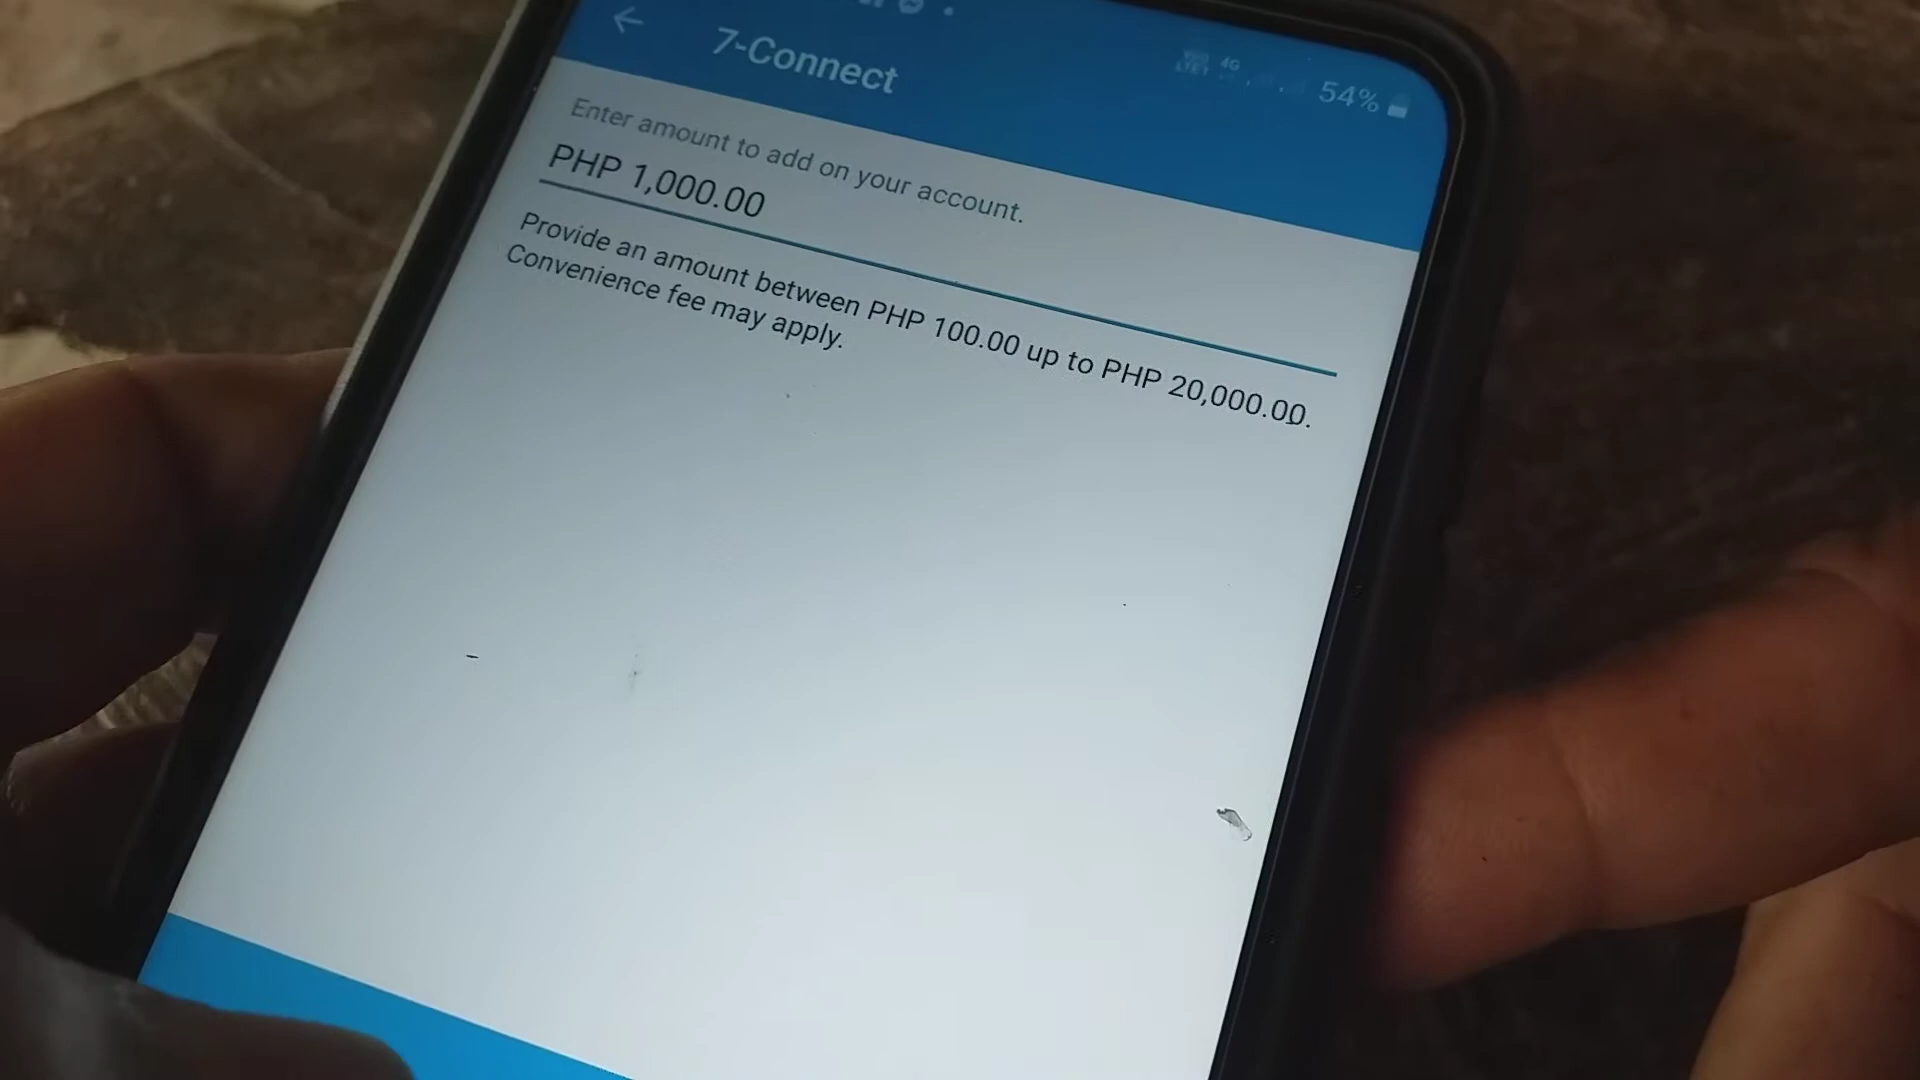 4G
54%
7-Connect
Enter amount to add on your account.
PHP 1,000.00
Provide an amount between PHP 100.00 up to PHP 20,000.00.
Convenience fee may apply.